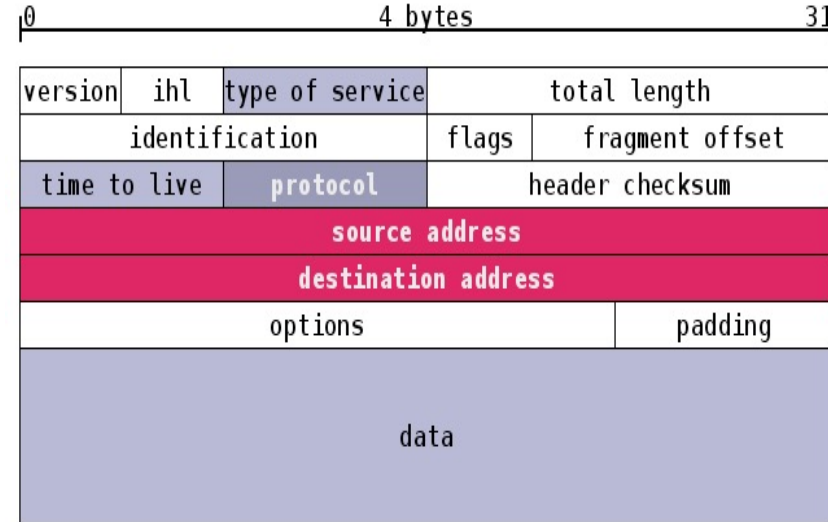 0 4 bytes 31
version ihl type of service total length
identification flags fragment offset
time to live protocol header checksum
source address
destination address
options padding
data